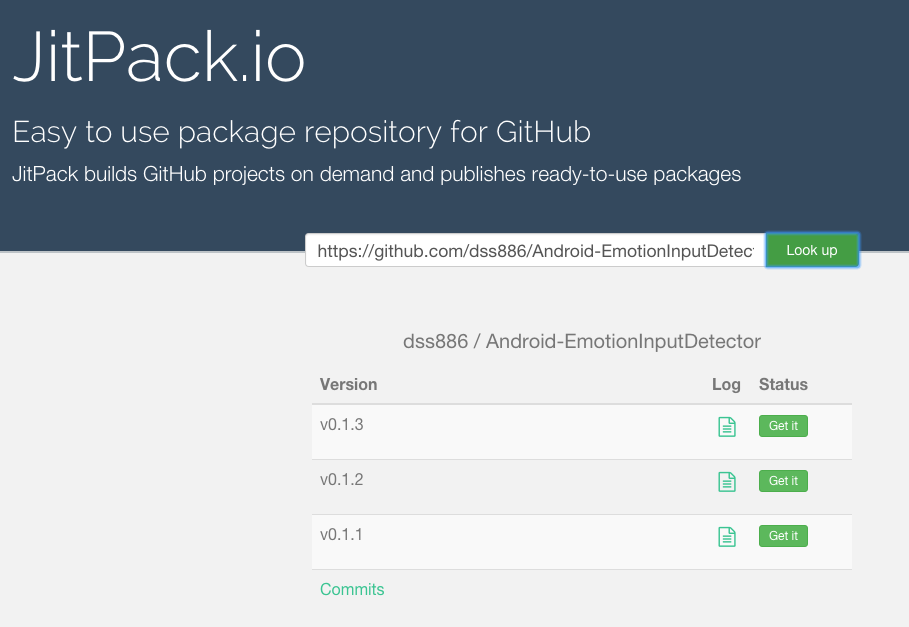 JitPack.io
Easy to use package repository for GitHub
JitPack builds GitHub projects on demand and publishes ready-to-use packages
https://github.com/dss886/Android-EmotionInputDetec Look up
dss886 / Android-EmotionInputDetector
Version Log Status
v0.1.3 Get it
v0.1.2 Get it
v0.1.1 Get it
Commits